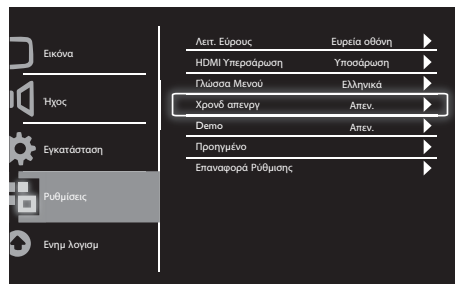 Εικόνα
Ήχος
Εγκατάσταση
Ρυθμίσεις
Ενημ λογισμ
Λειτ. Εύρους Ευρεία οθόνη
HDMI Υπερσάρωση Υποσάρωση
Γλώσσα Μενού Ελληνικά
Χρονδ απενργ Απεν.
Demo Απεν.
Προηγμένο
Επαναφορά Ρύθμισης